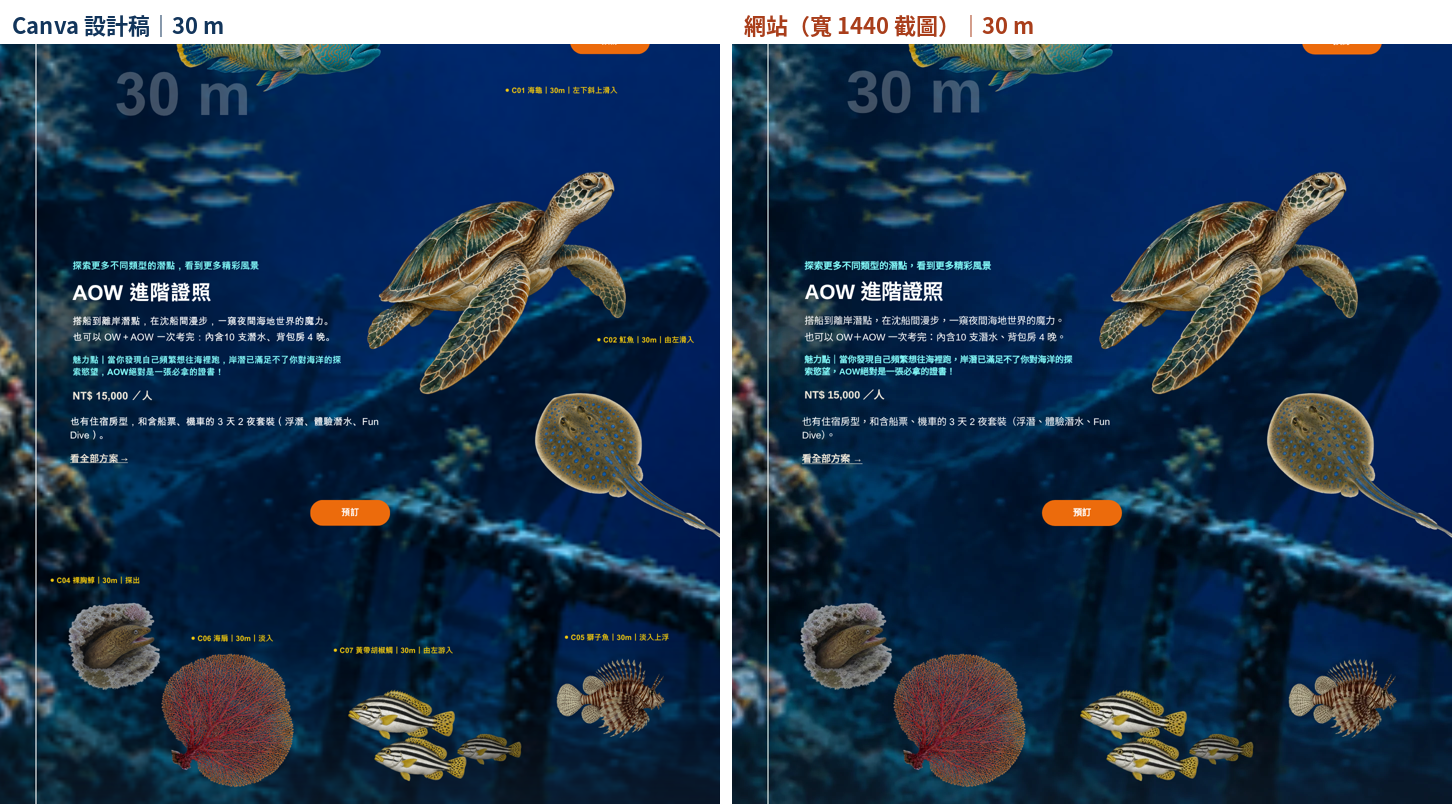 Canva 設計稿｜30 m
30 m
• C01 海龜｜30m｜左下斜上滑入
探索更多不同類型的潛點，看到更多精彩風景
AOW 進階證照
搭船到離岸潛點，在沈船間漫步，一窺夜間海地世界的魔力。
也可以 OW + AOW 一次考完：內含10 支潛水、背包房 4 晚。
• C02 魟魚｜30m｜由左滑入
魅力點｜當你發現自己頻繁想往海裡跑，岸潛已滿足不了你對海洋的探
索慾望，AOW絕對是一張必拿的證書！
NT$ 15,000 ／人
也有住宿房型，和含船票、機車的 3 天 2 夜套裝（浮潛、體驗潛水、Fun
Dive）。
看全部方案 →
預訂
• C04 裸胸鯙｜30m｜探出
• C06 海扇｜30m｜淡入
• C07 黃帶胡椒鯛｜30m｜由左游入
• C05 獅子魚｜30m｜淡入上浮
網站（寬 1440 截圖）｜30 m
30 m
探索更多不同類型的潛點，看到更多精彩風景
AOW 進階證照
搭船到離岸潛點，在沈船間漫步，一窺夜間海地世界的魔力。
也可以 OW＋AOW 一次考完：內含10 支潛水、背包房 4 晚。
魅力點｜當你發現自己頻繁想往海裡跑，岸潛已滿足不了你對海洋的探
索慾望，AOW絕對是一張必拿的證書！
NT$ 15,000 ／人
也有住宿房型，和含船票、機車的 3 天 2 夜套裝（浮潛、體驗潛水、Fun
Dive）。
看全部方案 →
預訂